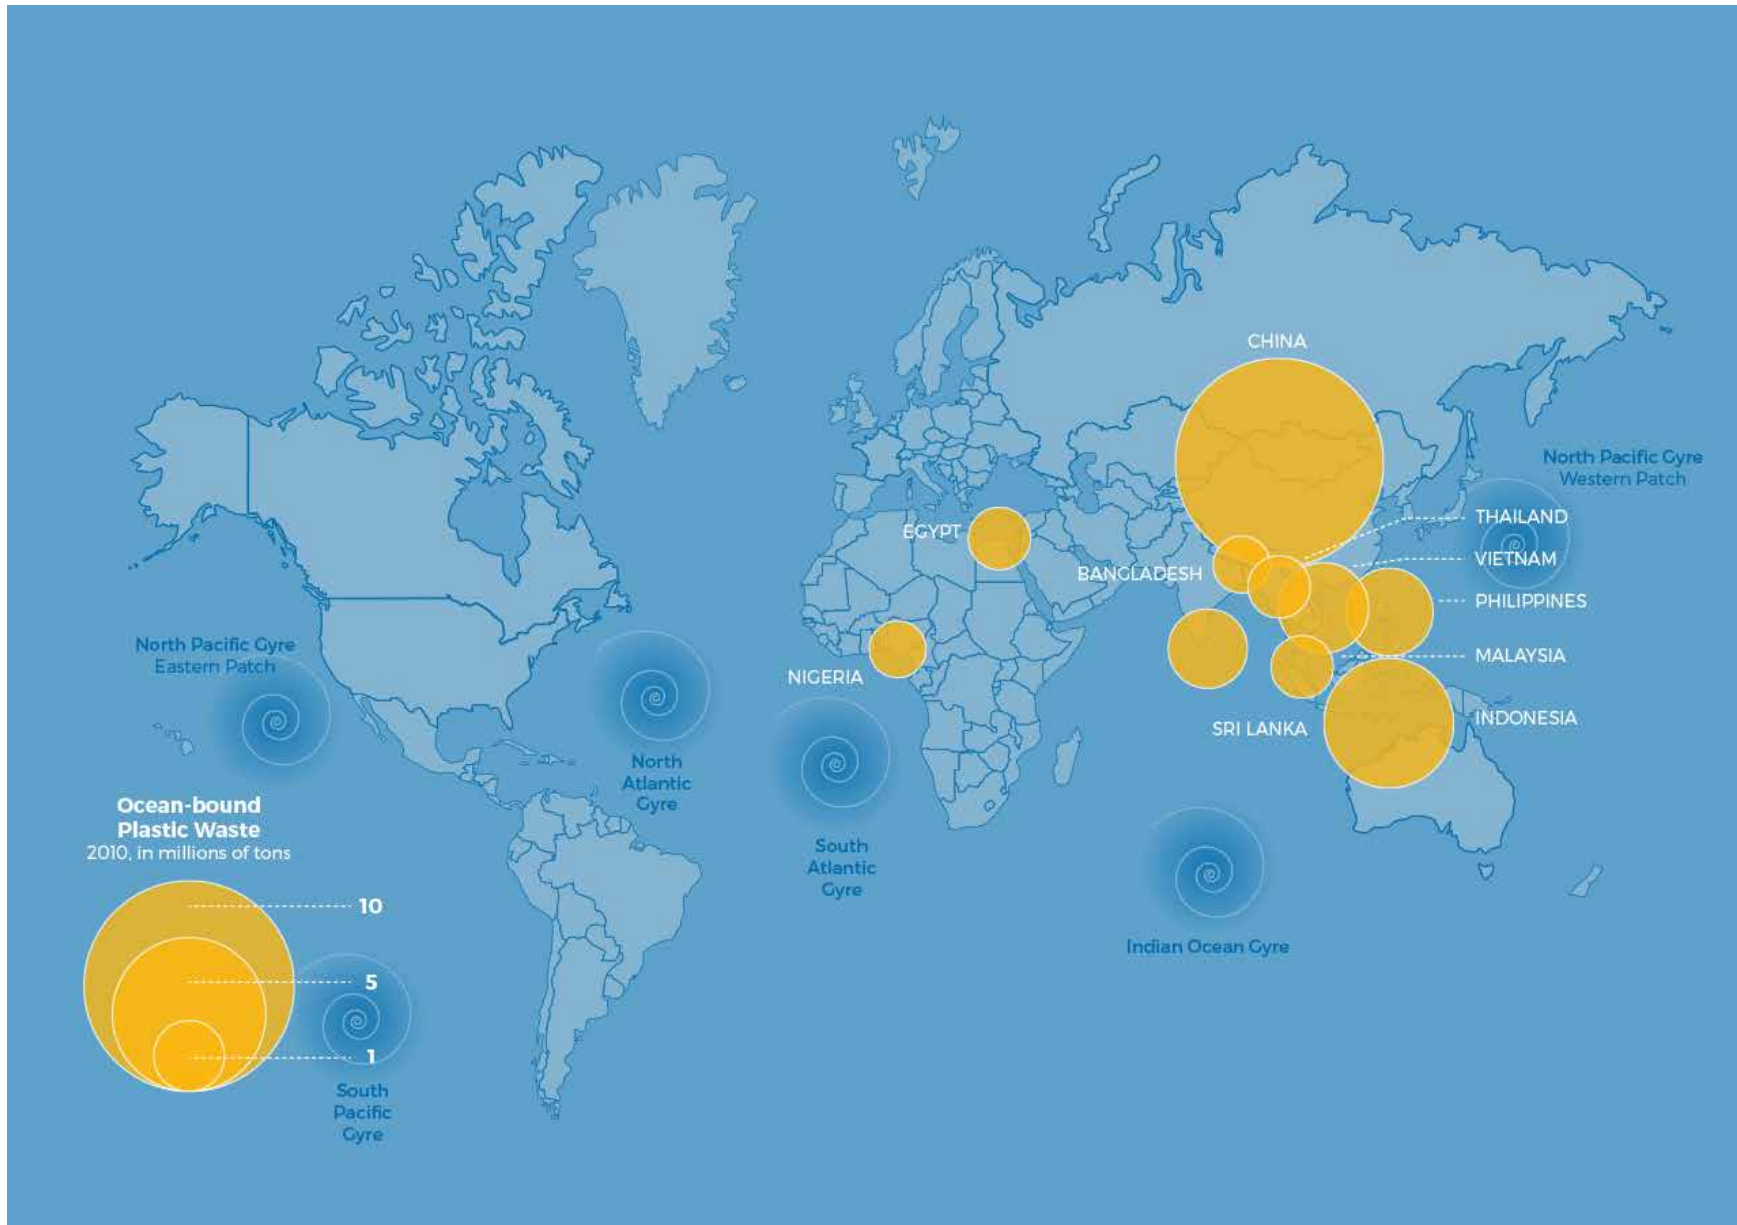 CHINA
North Pacific Gyre
Western Patch
THAILAND
EGYPT
VIETNAM
BANGLADESH
PHILIPPINES
North Pacific Gyre
Eastern Patch
MALAYSIA
NIGERIA
INDONESIA
SRI LANKA
North
Atlantic
Gyre
Ocean-bound
Plastic Waste
2010, in millions of tons
10
5
1
South
Atlantic
Gyre
Indian Ocean Gyre
South
Pacific
Gyre